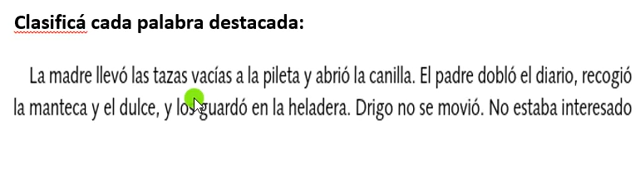 Clasificá cada palabra destacada:
La madre llevó las tazas vacías a la pileta y abrió la canilla. El padre dobló el diario, recogió
la manteca y el dulce, y los guardó en la heladera. Drigo no se movió. No estaba interesado